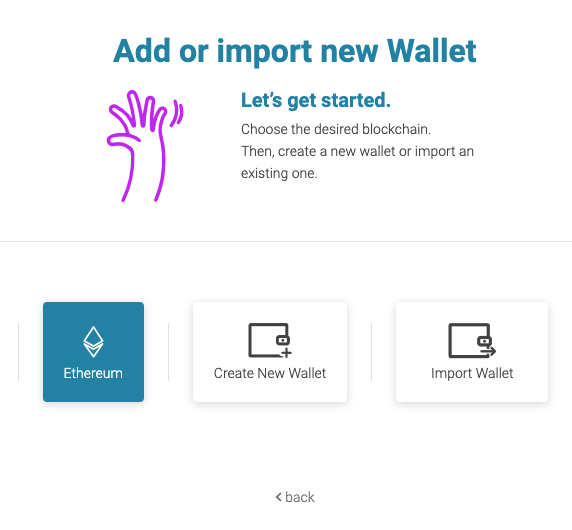 Add or import new Wallet
Let’s get started.
Choose the desired blockchain.
Then, create a new wallet or import an
existing one.
Ethereum
Create New Wallet
Import Wallet
back